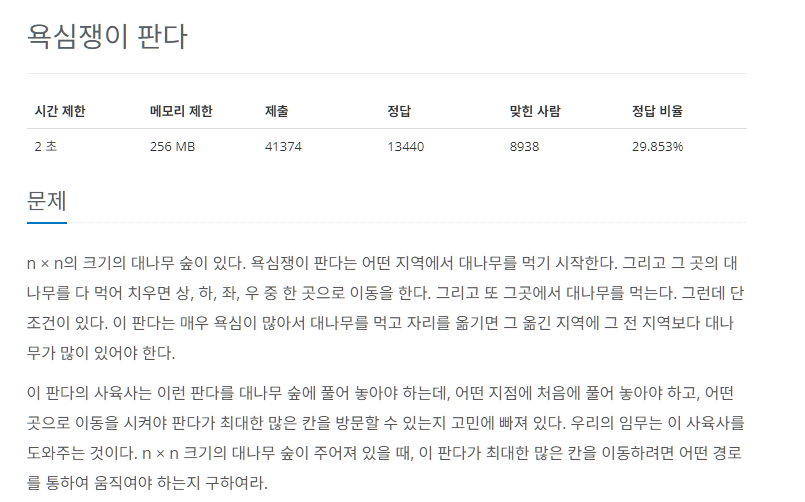 욕심쟁이 판다
시간 제한 메모리 제한 제출 정답 맞힌 사람 정답 비율
2 초 256 MB 41374 13440 8938 29.853%
문제
n × n의 크기의 대나무 숲이 있다. 욕심쟁이 판다는 어떤 지역에서 대나무를 먹기 시작한다. 그리고 그 곳의 대
나무를 다 먹어 치우면 상, 하, 좌, 우 중 한 곳으로 이동을 한다. 그리고 또 그곳에서 대나무를 먹는다. 그런데 단
조건이 있다. 이 판다는 매우 욕심이 많아서 대나무를 먹고 자리를 옮기면 그 옮긴 지역에 그 전 지역보다 대나
무가 많이 있어야 한다.
이 판다의 사육사는 이런 판다를 대나무 숲에 풀어 놓아야 하는데, 어떤 지점에 처음에 풀어 놓아야 하고, 어떤
곳으로 이동을 시켜야 판다가 최대한 많은 칸을 방문할 수 있는지 고민에 빠져 있다. 우리의 임무는 이 사육사를
도와주는 것이다. n × n 크기의 대나무 숲이 주어져 있을 때, 이 판다가 최대한 많은 칸을 이동하려면 어떤 경로
를 통하여 움직여야 하는지 구하여라.